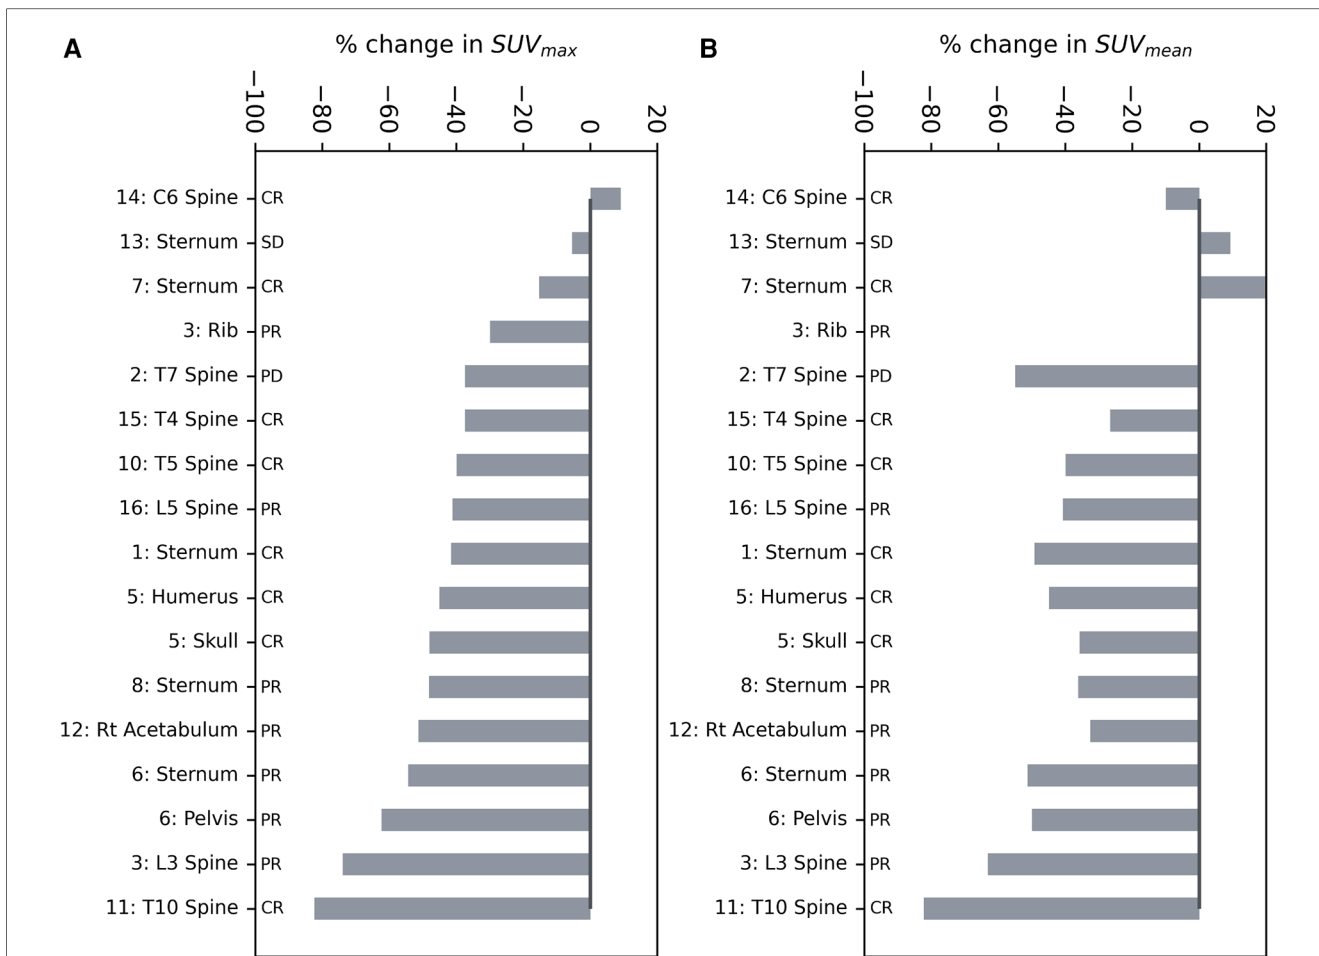 A
% change in SUVmax
−100 −80 −60 −40 −20 0 20
14: C6 Spine CR
13: Sternum SD
7: Sternum CR
3: Rib PR
2: T7 Spine PD
15: T4 Spine CR
10: T5 Spine CR
16: L5 Spine PR
1: Sternum CR
5: Humerus CR
5: Skull CR
8: Sternum PR
12: Rt Acetabulum PR
6: Sternum PR
6: Pelvis PR
3: L3 Spine PR
11: T10 Spine CR
B
% change in SUVmean
−100 −80 −60 −40 −20 0 20
14: C6 Spine CR
13: Sternum SD
7: Sternum CR
3: Rib PR
2: T7 Spine PD
15: T4 Spine CR
10: T5 Spine CR
16: L5 Spine PR
1: Sternum CR
5: Humerus CR
5: Skull CR
8: Sternum PR
12: Rt Acetabulum PR
6: Sternum PR
6: Pelvis PR
3: L3 Spine PR
11: T10 Spine CR